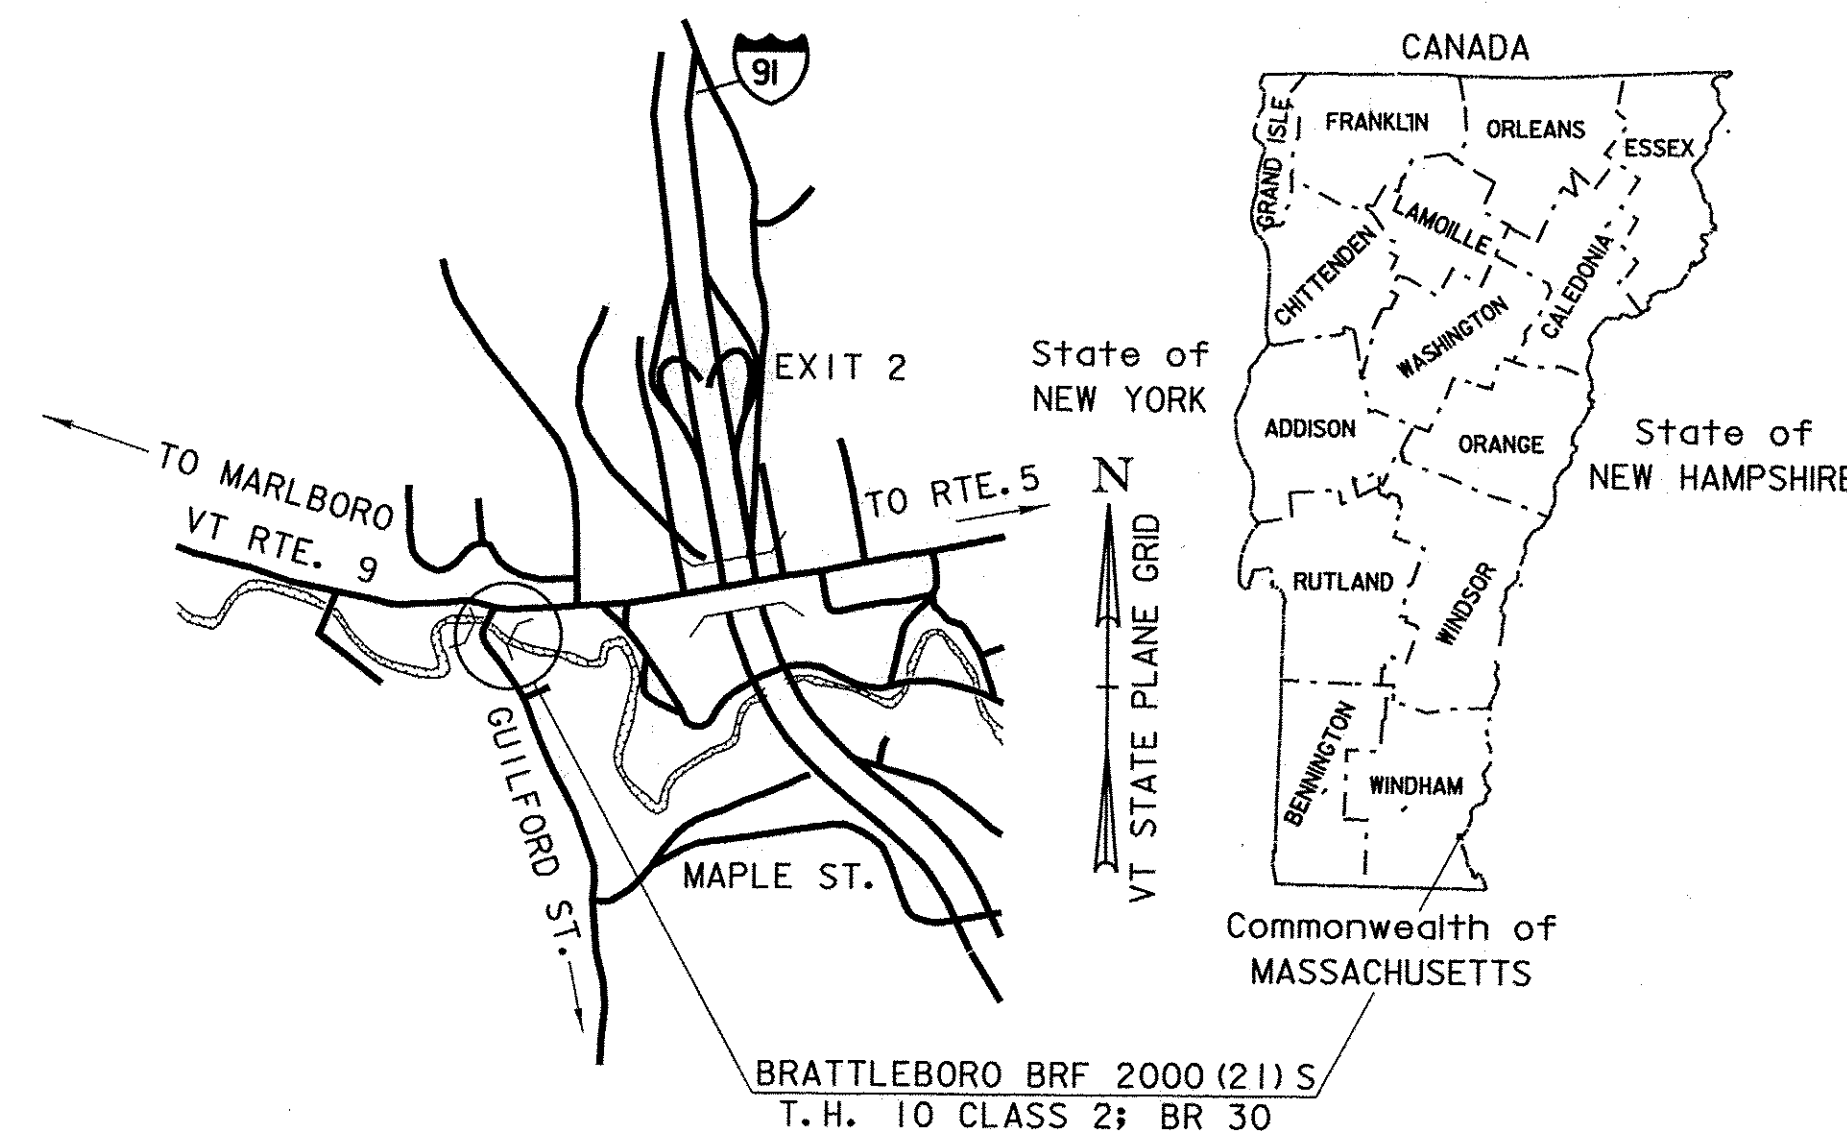 91
EXIT 2
TO MARLBORO
VT RTE. 9
TO RTE. 5
GUILFORD ST.
MAPLE ST.
N
VT STATE PLANE GRID
CANADA
GRAND ISLE
FRANKLIN
ORLEANS
ESSEX
LAMOILLE
CHITTENDEN
CALEDONIA
WASHINGTON
State of
NEW YORK
ADDISON
ORANGE
State of
NEW HAMPSHIRE
RUTLAND
WINDSOR
BENNINGTON
WINDHAM
Commonwealth of
MASSACHUSETTS
BRATTLEBORO BRF 2000 (21) S
T. H. 10 CLASS 2; BR 30